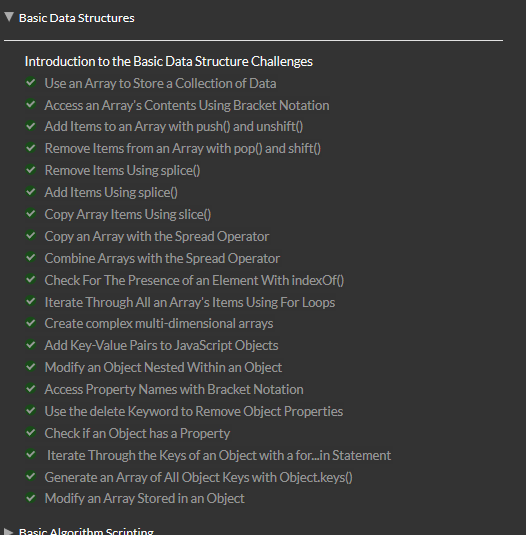 Basic Data Structures
Introduction to the Basic Data Structure Challenges
Use an Array to Store a Collection of Data
Access an Array's Contents Using Bracket Notation
Add Items to an Array with push() and unshift()
Remove Items from an Array with pop() and shift()
Remove Items Using splice()
Add Items Using splice()
Copy Array Items Using slice()
Copy an Array with the Spread Operator
Combine Arrays with the Spread Operator
Check For The Presence of an Element With indexOf()
Iterate Through All an Array's Items Using For Loops
Create complex multi-dimensional arrays
Add Key-Value Pairs to JavaScript Objects
Modify an Object Nested Within an Object
Access Property Names with Bracket Notation
Use the delete Keyword to Remove Object Properties
Check if an Object has a Property
Iterate Through the Keys of an Object with a for...in Statement
Generate an Array of All Object Keys with Object.keys()
Modify an Array Stored in an Object
Basic Algorithm Scripting